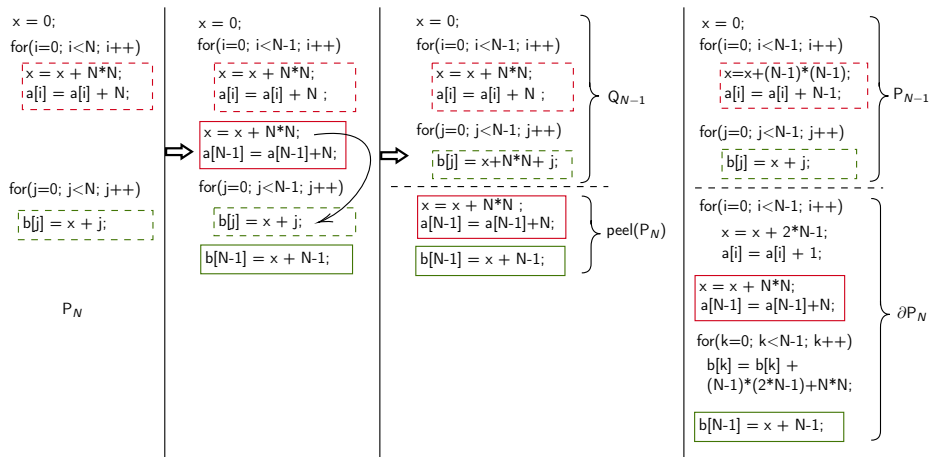 x = 0;
for(i=0; i<N; i++)
x = x + N*N;
a[i] = a[i] + N;
for(j=0; j<N; j++)
b[j] = x + j;
P_N
x = 0;
for(i=0; i<N-1; i++)
x = x + N*N;
a[i] = a[i] + N ;
x = x + N*N;
a[N-1] = a[N-1]+N;
for(j=0; j<N-1; j++)
b[j] = x + j;
b[N-1] = x + N-1;
x = 0;
for(i=0; i<N-1; i++)
x = x + N*N;
a[i] = a[i] + N ;
for(j=0; j<N-1; j++)
b[j] = x+N*N+ j;
Q_{N-1}
x = x + N*N ;
a[N-1] = a[N-1]+N;
b[N-1] = x + N-1;
peel(P_N)
x = 0;
for(i=0; i<N-1; i++)
x=x+(N-1)*(N-1);
a[i] = a[i] + N-1;
for(j=0; j<N-1; j++)
b[j] = x + j;
P_{N-1}
for(i=0; i<N-1; i++)
x = x + 2*N-1;
a[i] = a[i] + 1;
x = x + N*N;
a[N-1] = a[N-1]+N;
for(k=0; k<N-1; k++)
b[k] = b[k] +
(N-1)*(2*N-1)+N*N;
b[N-1] = x + N-1;
∂P_N